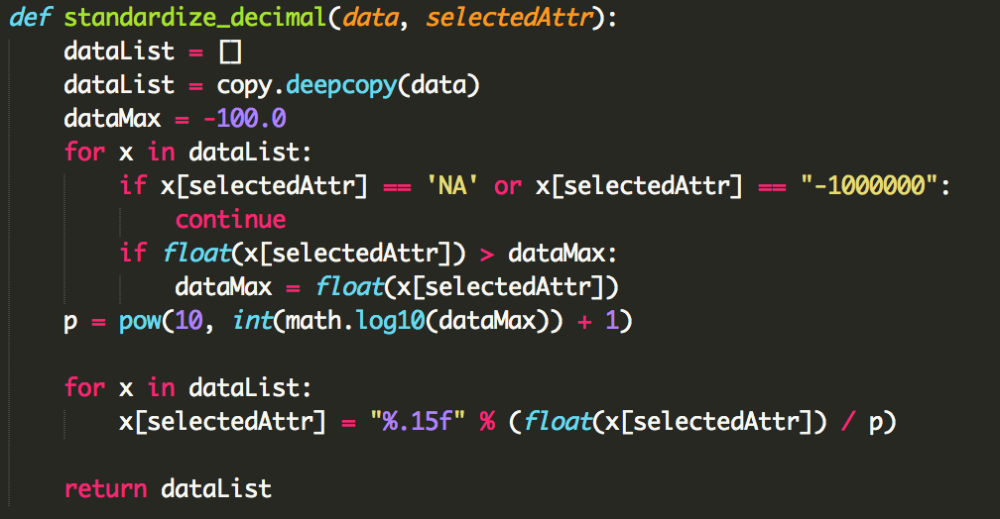 def standardize_decimal(data, selectedAttr):
    dataList = []
    dataList = copy.deepcopy(data)
    dataMax = -100.0
    for x in dataList:
        if x[selectedAttr] == 'NA' or x[selectedAttr] == "-1000000":
            continue
        if float(x[selectedAttr]) > dataMax:
            dataMax = float(x[selectedAttr])
    p = pow(10, int(math.log10(dataMax)) + 1)

    for x in dataList:
        x[selectedAttr] = "%.15f" % (float(x[selectedAttr]) / p)

    return dataList